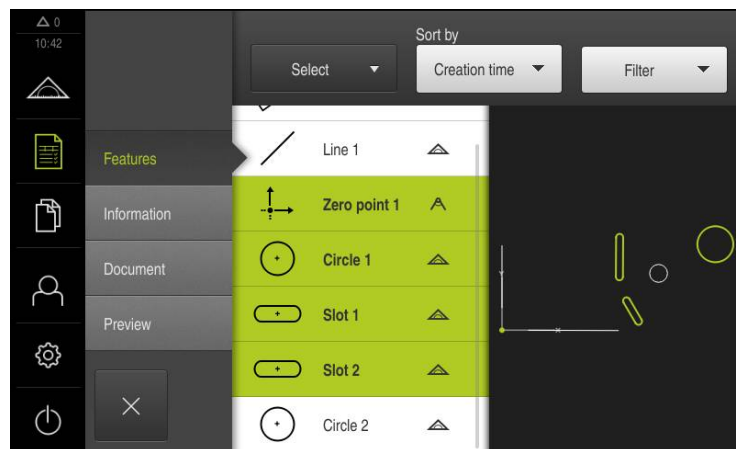 0
10:42
Sort by
Select
Creation time
Filter
Features
Information
Document
Preview
Line 1
Zero point 1
Circle 1
Slot 1
Slot 2
Circle 2